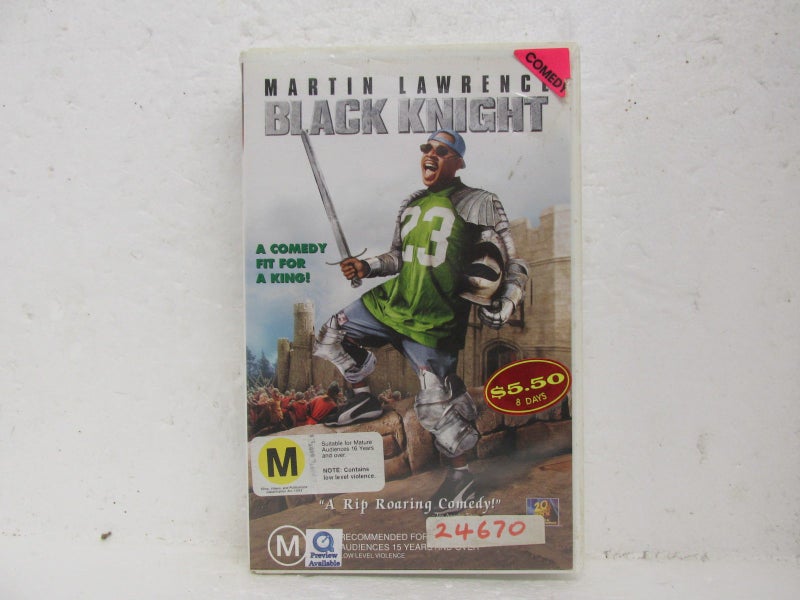 COMEDY
MARTIN LAWRENCE
BLACK KNIGHT
23
A COMEDY
FIT FOR
A KING!
$5.50
8 DAYS
M
Suitable for Mature
Audiences 16 Years
and over.
NOTE: Contains
low level violence.
"A Rip Roaring Comedy!"
20
24670
M
RECOMMENDED FOR
AUDIENCES 15 YEARS AND OVER
LOW LEVEL VIOLENCE
Preview
Available